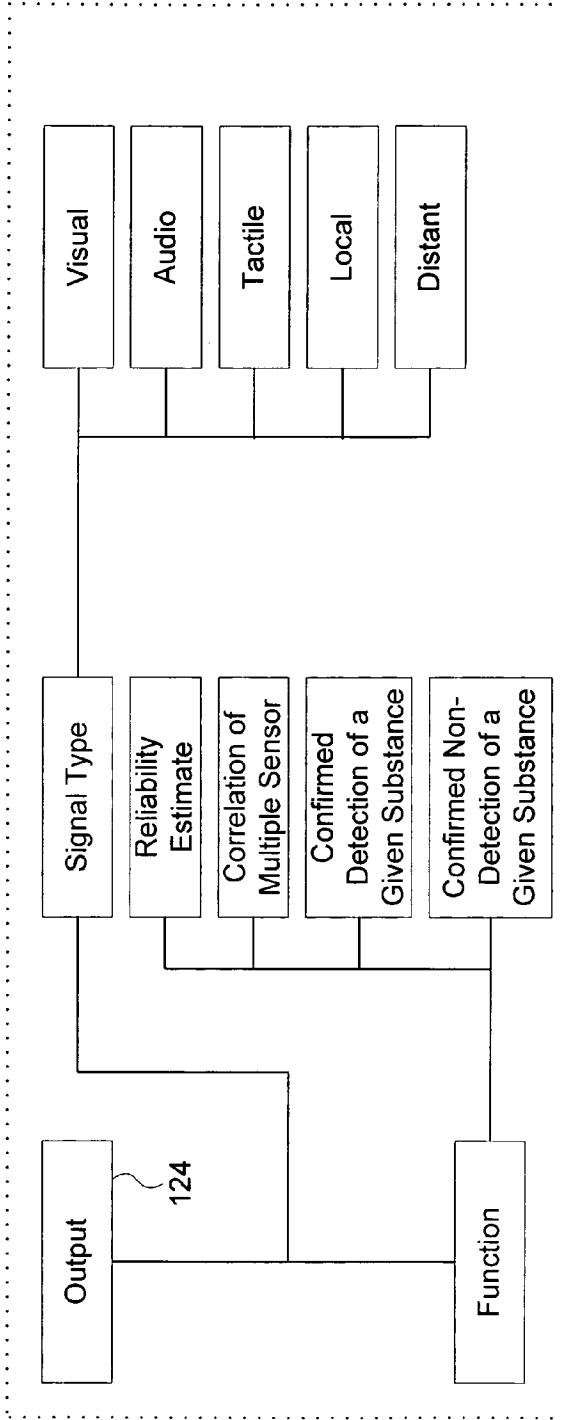 Output
124
Function
Signal Type
Reliability
Estimate
Correlation of
Multiple Sensor
Confirmed
Detection of a
Given Substance
Confirmed Non-
Detection of a
Given Substance
Visual
Audio
Tactile
Local
Distant